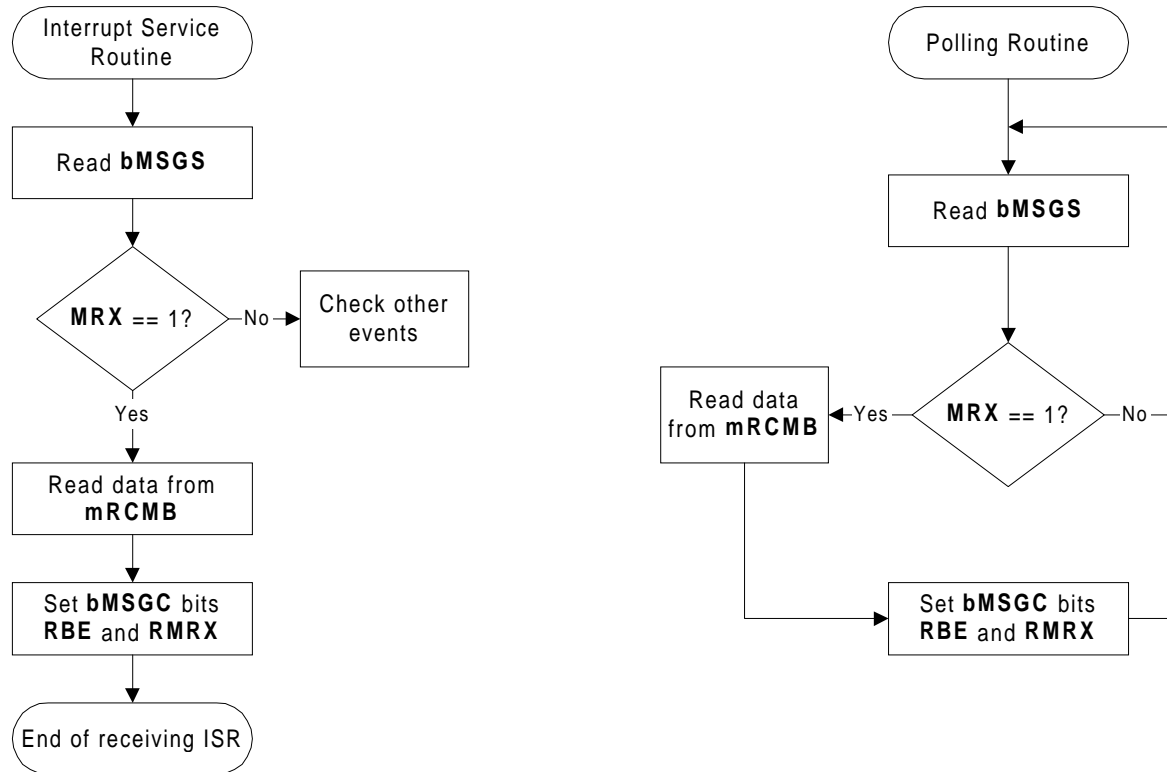 Interrupt Service
Routine
Read bMSGS
MRX == 1?
No
Check other
events
Yes
Read data from
mRCMB
Set bMSGC bits
RBE and RMRX
End of receiving ISR
Polling Routine
Read bMSGS
MRX == 1?
No
Yes
Read data
from mRCMB
Set bMSGC bits
RBE and RMRX